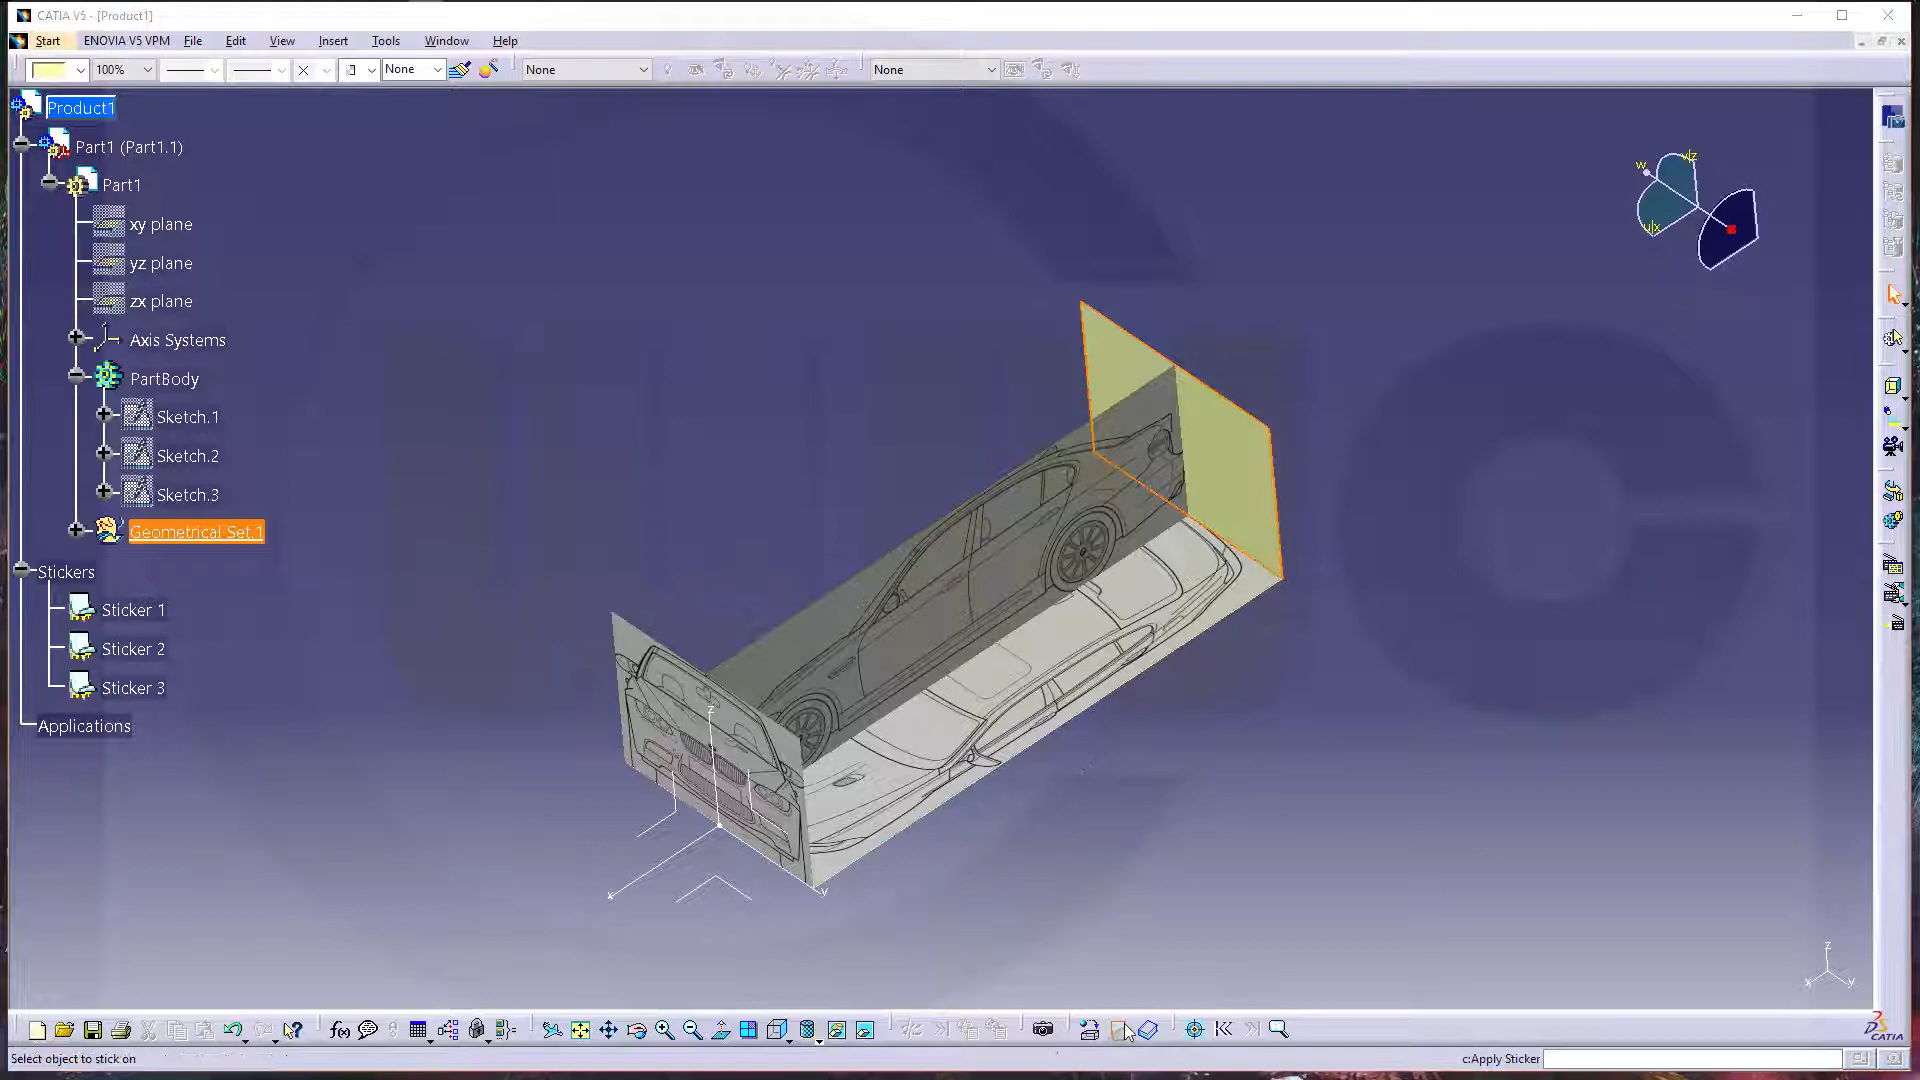 CATIA V5 - [Product1]
Start ENOVIA V5 VPM File Edit View Insert Tools Window Help
100% None None None
Product1
Part1 (Part1.1)
Part1
xy plane
yz plane
zx plane
Axis Systems
PartBody
Sketch.1
Sketch.2
Sketch.3
Geometrical Set.1
Stickers
Sticker 1
Sticker 2
Sticker 3
Applications
w
v|z
u|x
z
x
y
z
x
y
f(x)
CATIA
Select object to stick on
c:Apply Sticker